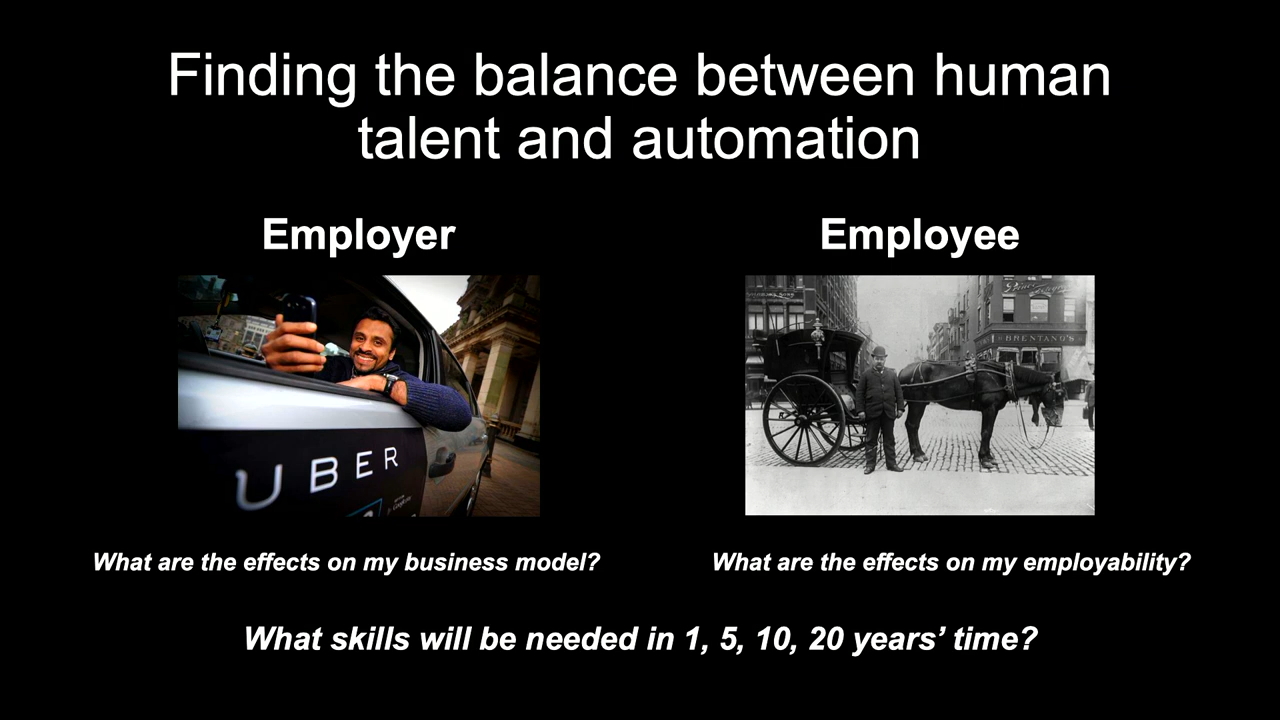 Finding the balance between human
talent and automation
Employer
Employee
UBER
BRENTANO'S
What are the effects on my business model?
What are the effects on my employability?
What skills will be needed in 1, 5, 10, 20 years’ time?